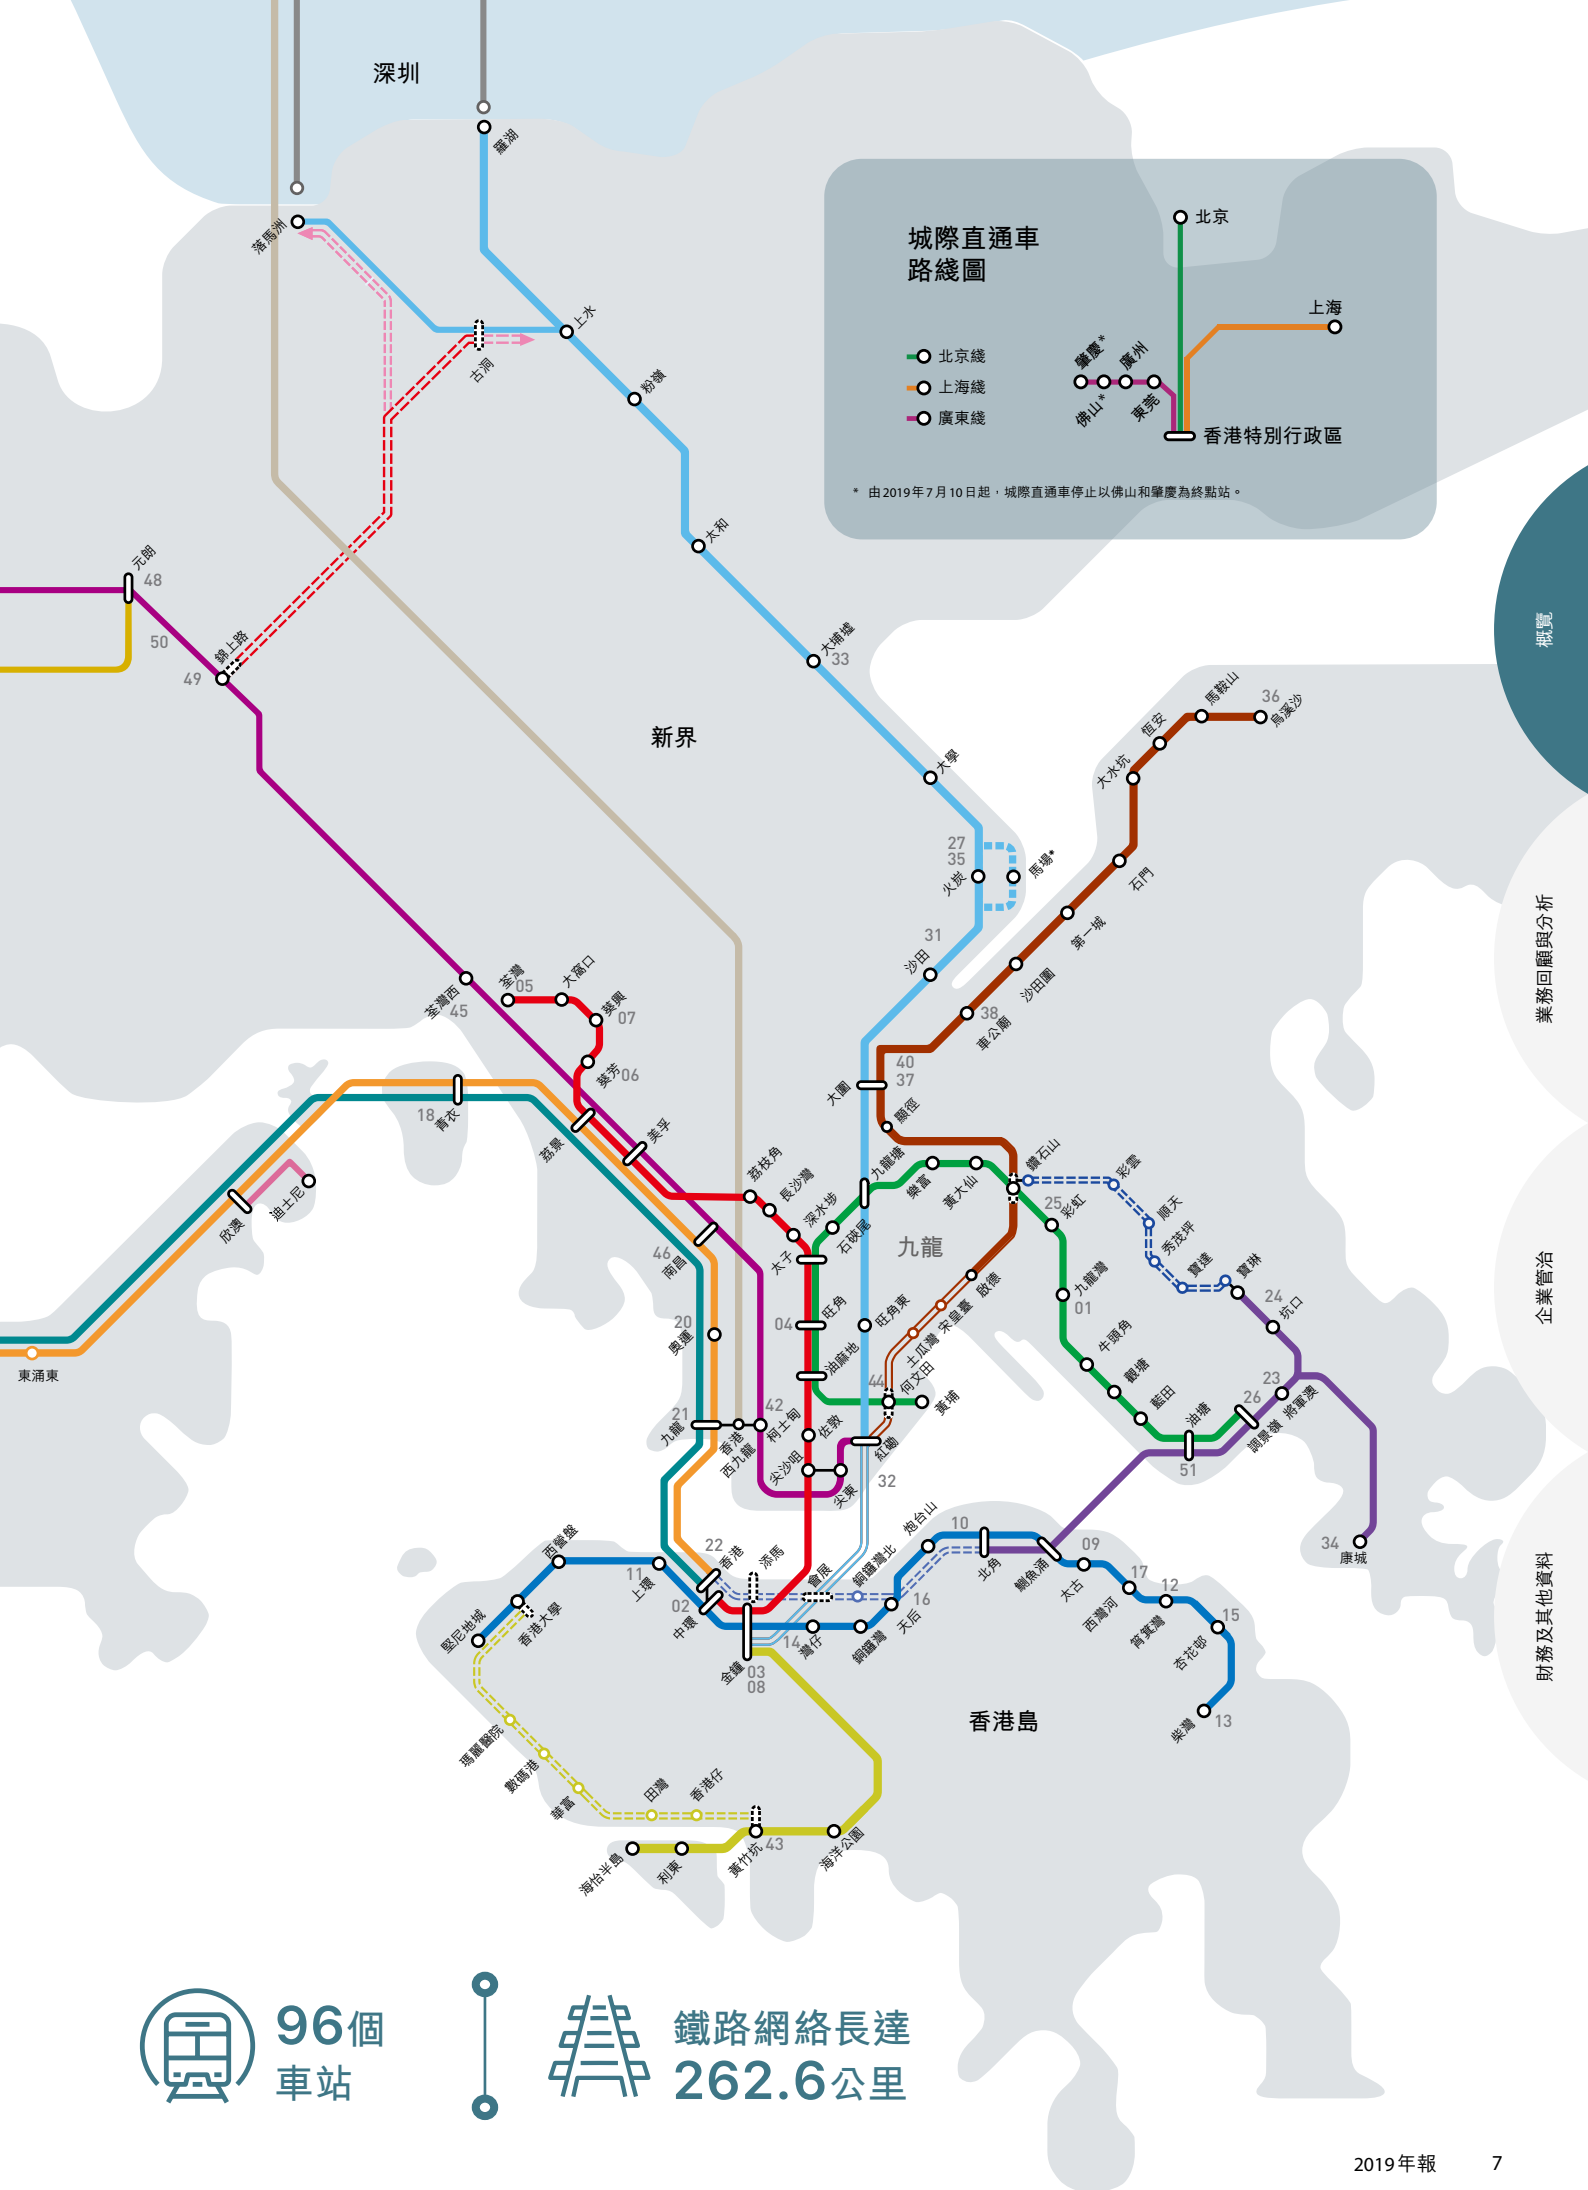 深圳
羅湖
落馬洲
上水
古洞
粉嶺
太和
大埔墟
33
城際直通車
路綫圖
北京綫
上海綫
廣東綫
北京
上海
肇慶*
廣州
佛山*
東莞
香港特別行政區
* 由2019年7月10日起，城際直通車停止以佛山和肇慶為終點站。
概覽
業務回顧與分析
企業管治
財務及其他資料
元朗
48
50
錦上路
49
新界
大學
27
35
火炭
馬場*
31
沙田
36
烏溪沙
馬鞍山
恆安
大水坑
石門
第一城
沙田圍
38
車公廟
40
37
大圍
顯徑
荃灣西
45
荃灣
05
大窩口
葵興
07
葵芳
06
18
青衣
荔景
美孚
欣澳
迪士尼
東涌東
荔枝角
長沙灣
深水埗
石硤尾
九龍塘
樂富
黃大仙
鑽石山
25
彩虹
彩雲
順天
秀茂坪
寶達
寶琳
24
坑口
九龍
太子
46
南昌
20
奧運
04
旺角
旺角東
油麻地
啟德
宋皇臺
土瓜灣
44
何文田
黃埔
九龍灣
01
牛頭角
觀塘
藍田
油塘
51
26
調景嶺
23
將軍澳
34
康城
21
九龍
香港
西九龍
42
柯士甸
佐敦
尖沙咀
尖東
紅磡
32
22
香港
添馬
會展
銅鑼灣北
炮台山
10
北角
鰂魚涌
09
太古
17
西灣河
12
筲箕灣
15
杏花邨
柴灣
13
西營盤
堅尼地城
香港大學
11
上環
02
中環
金鐘
03
08
14
灣仔
銅鑼灣
16
天后
香港島
瑪麗醫院
數碼港
華富
田灣
香港仔
海怡半島
利東
黃竹坑
43
海洋公園
96個
車站
鐵路網絡長達
262.6公里
2019年報
7